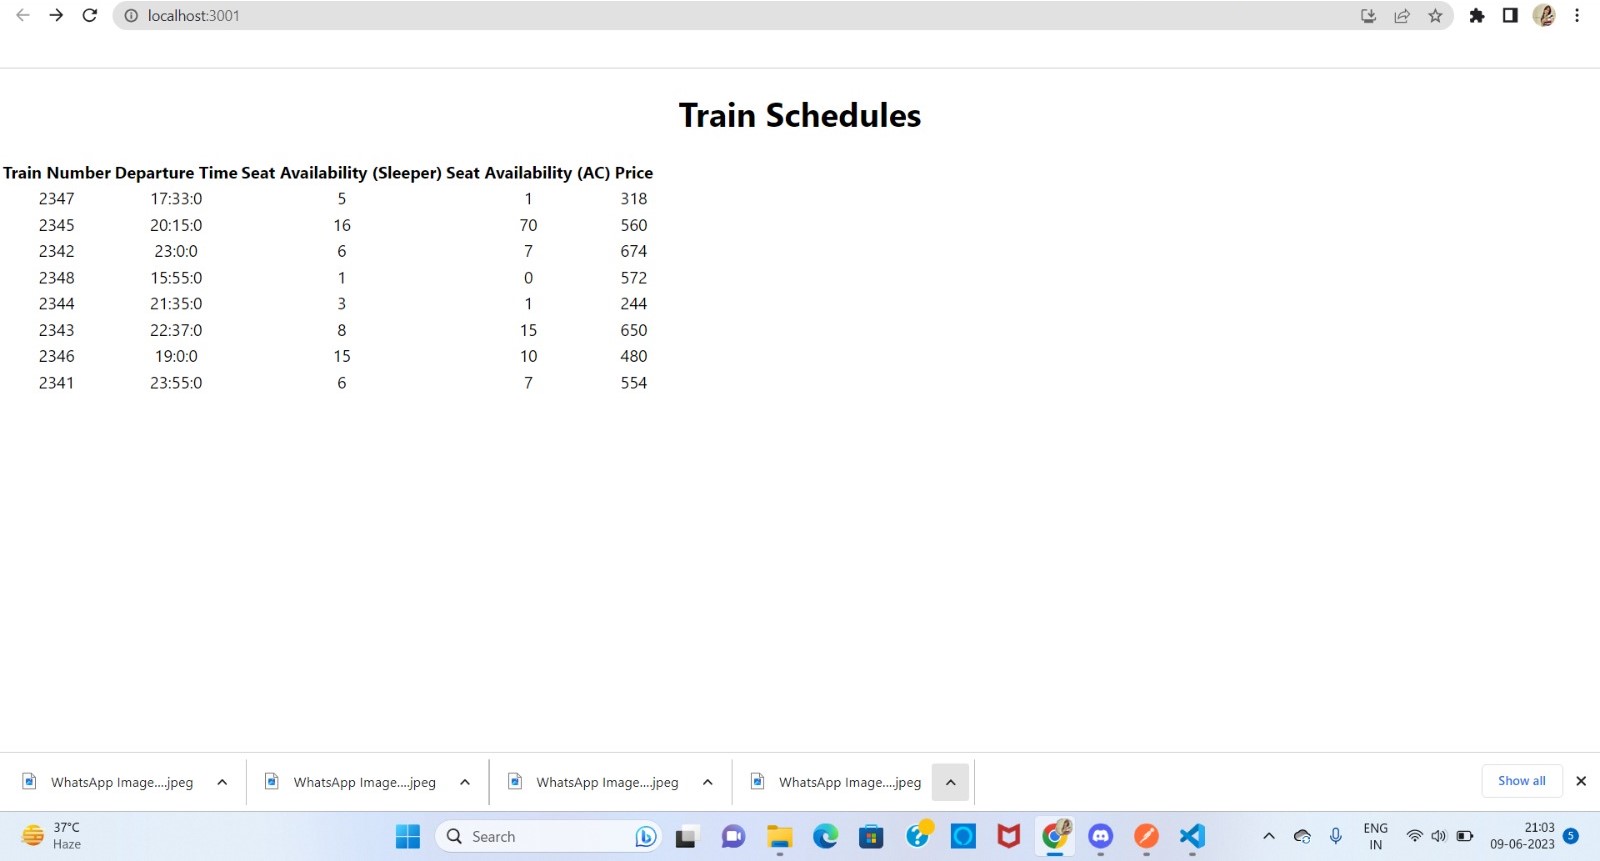 localhost:3001
Train Schedules
Train Number Departure Time Seat Availability (Sleeper) Seat Availability (AC) Price
2347 17:33:0 5 1 318
2345 20:15:0 16 70 560
2342 23:0:0 6 7 674
2348 15:55:0 1 0 572
2344 21:35:0 3 1 244
2343 22:37:0 8 15 650
2346 19:0:0 15 10 480
2341 23:55:0 6 7 554
WhatsApp Image....jpeg WhatsApp Image....jpeg WhatsApp Image....jpeg WhatsApp Image....jpeg Show all
37°C
Haze
Search
ENG
IN
21:03
09-06-2023
5